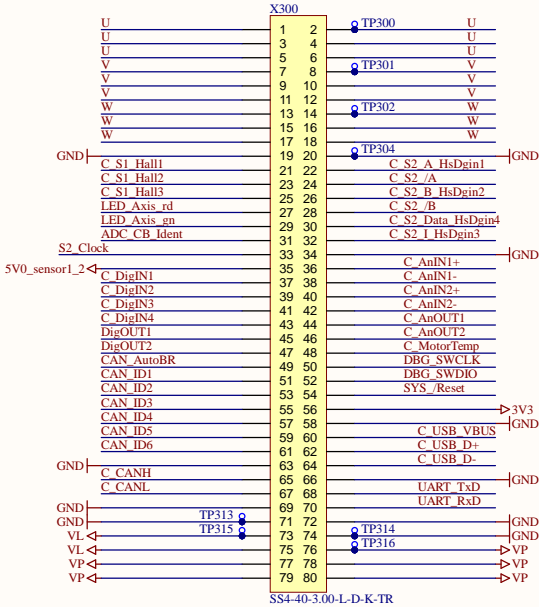 X300
U 1 2 TP300 U
U 3 4 U
U 5 6 U
V 7 8 TP301 V
V 9 10 V
V 11 12 V
W 13 14 TP302 W
W 15 16 W
W 17 18 W
GND 19 20 TP304 GND
C_S1_Hall1 21 22 C_S2_A_HsDgin1
C_S1_Hall2 23 24 C_S2_/A
C_S1_Hall3 25 26 C_S2_B_HsDgin2
LED_Axis_rd 27 28 C_S2_/B
LED_Axis_gn 29 30 C_S2_Data_HsDgin4
ADC_CB_Ident 31 32 C_S2_I_HsDgin3
S2_Clock 33 34 GND
5V0_sensor1_2 35 36 C_AnIN1+
C_DigIN1 37 38 C_AnIN1-
C_DigIN2 39 40 C_AnIN2+
C_DigIN3 41 42 C_AnIN2-
C_DigIN4 43 44 C_AnOUT1
DigOUT1 45 46 C_AnOUT2
DigOUT2 47 48 C_MotorTemp
CAN_AutoBR 49 50 DBG_SWCLK
CAN_ID1 51 52 DBG_SWDIO
CAN_ID2 53 54 SYS_/Reset
CAN_ID3 55 56 3V3
CAN_ID4 57 58 GND
CAN_ID5 59 60 C_USB_VBUS
CAN_ID6 61 62 C_USB_D+
GND 63 64 C_USB_D-
C_CANH 65 66 GND
C_CANL 67 68 UART_TxD
GND 69 70 UART_RxD
GND TP313 71 72 GND
VL TP315 73 74 TP314 GND
VL 75 76 TP316 VP
VP 77 78 VP
VP 79 80 VP
SS4-40-3.00-L-D-K-TR